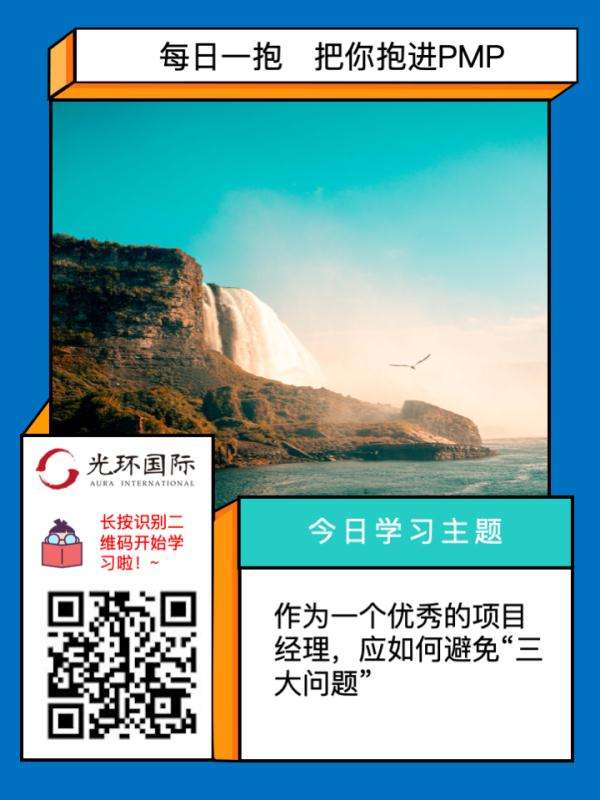 每日一抱 把你抱进PMP
光环国际
AURA INTERNATIONAL
长按识别二
维码开始学
习啦！~
今日学习主题
作为一个优秀的项目
经理，应如何避免“三
大问题”